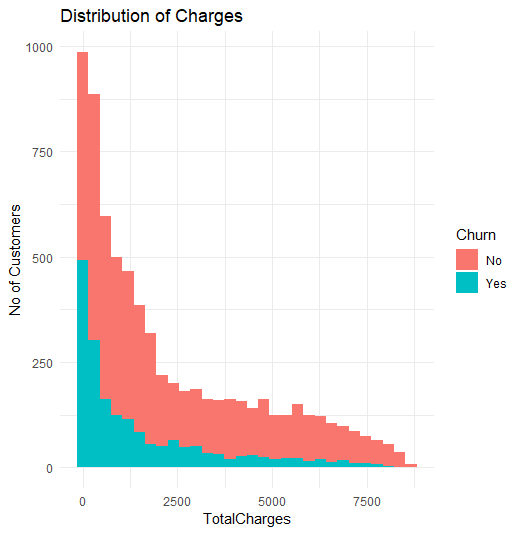 Distribution of Charges
1000
750
500
250
0
No of Customers
0 2500 5000 7500
TotalCharges
Churn
No
Yes